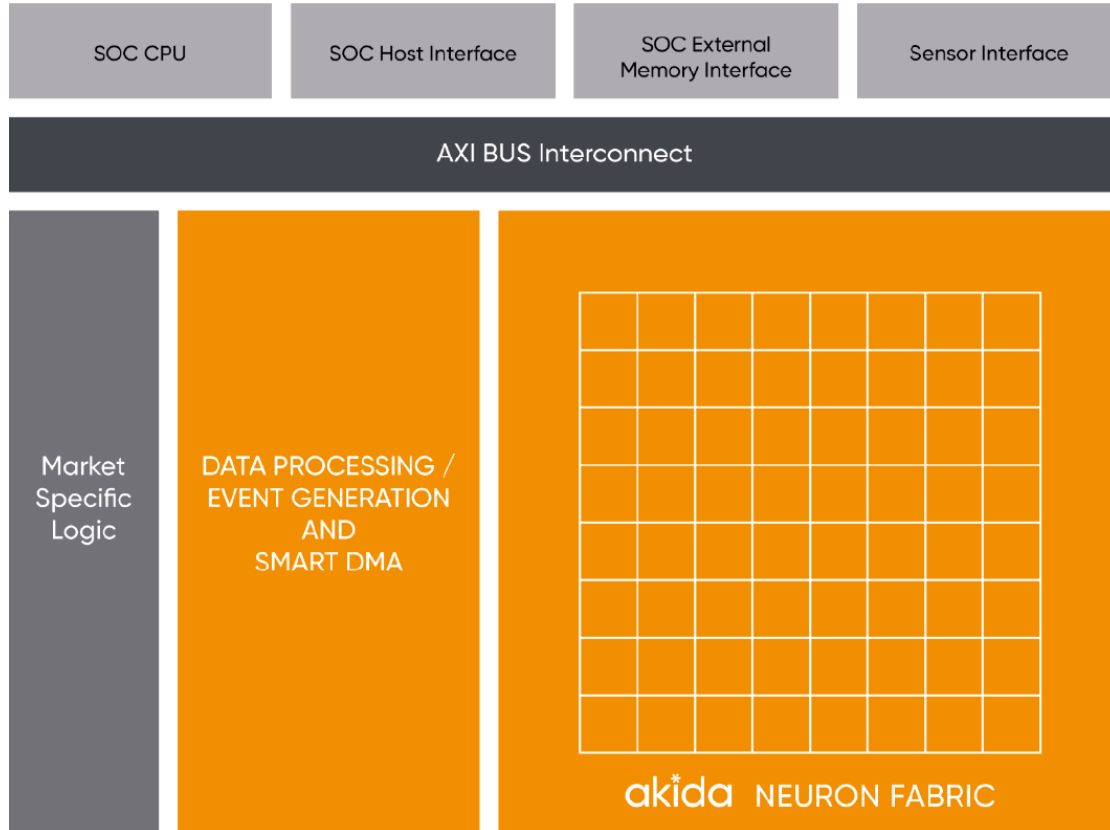 SOC CPU
SOC Host Interface
SOC External
Memory Interface
Sensor Interface
AXI BUS Interconnect
Market
Specific
Logic
DATA PROCESSING /
EVENT GENERATION
AND
SMART DMA
akida NEURON FABRIC